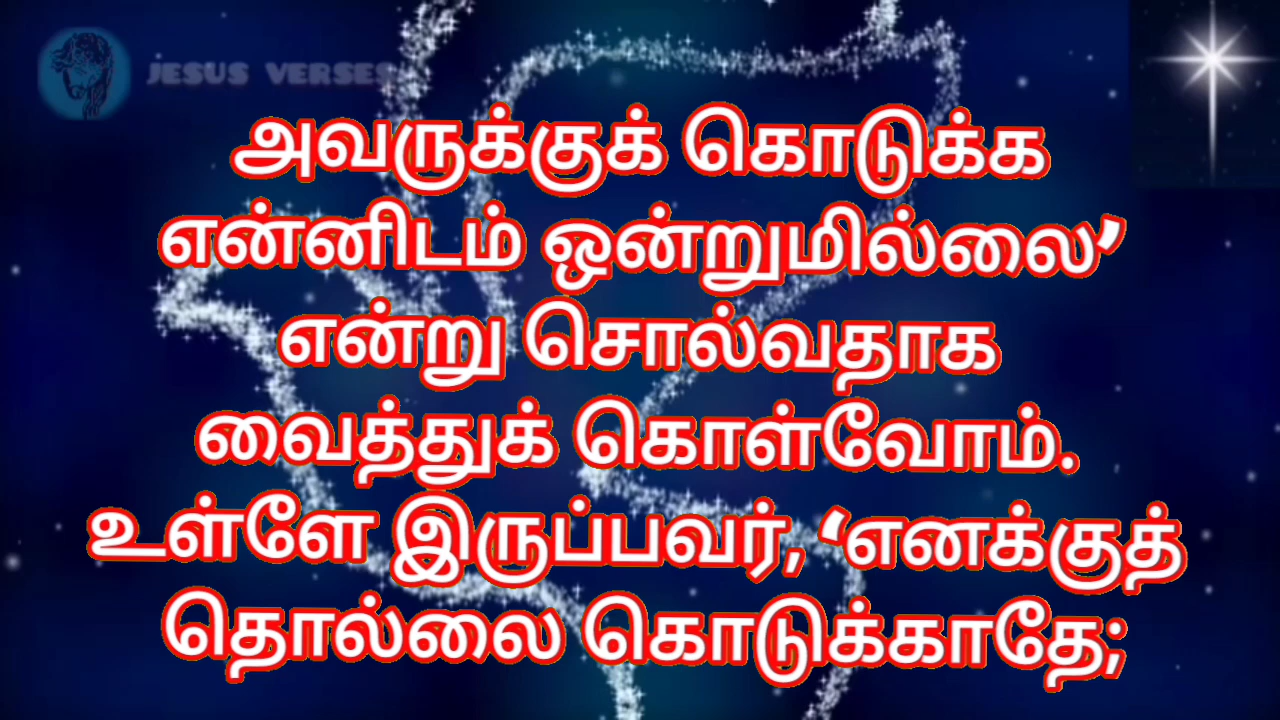 JESUS VERSES
அவருக்குக் கொடுக்க
என்னிடம் ஒன்றுமில்லை’
என்று சொல்வதாக
வைத்துக் கொள்வோம்.
உள்ளே இருப்பவர், ‘எனக்குத்
தொல்லை கொடுக்காதே;